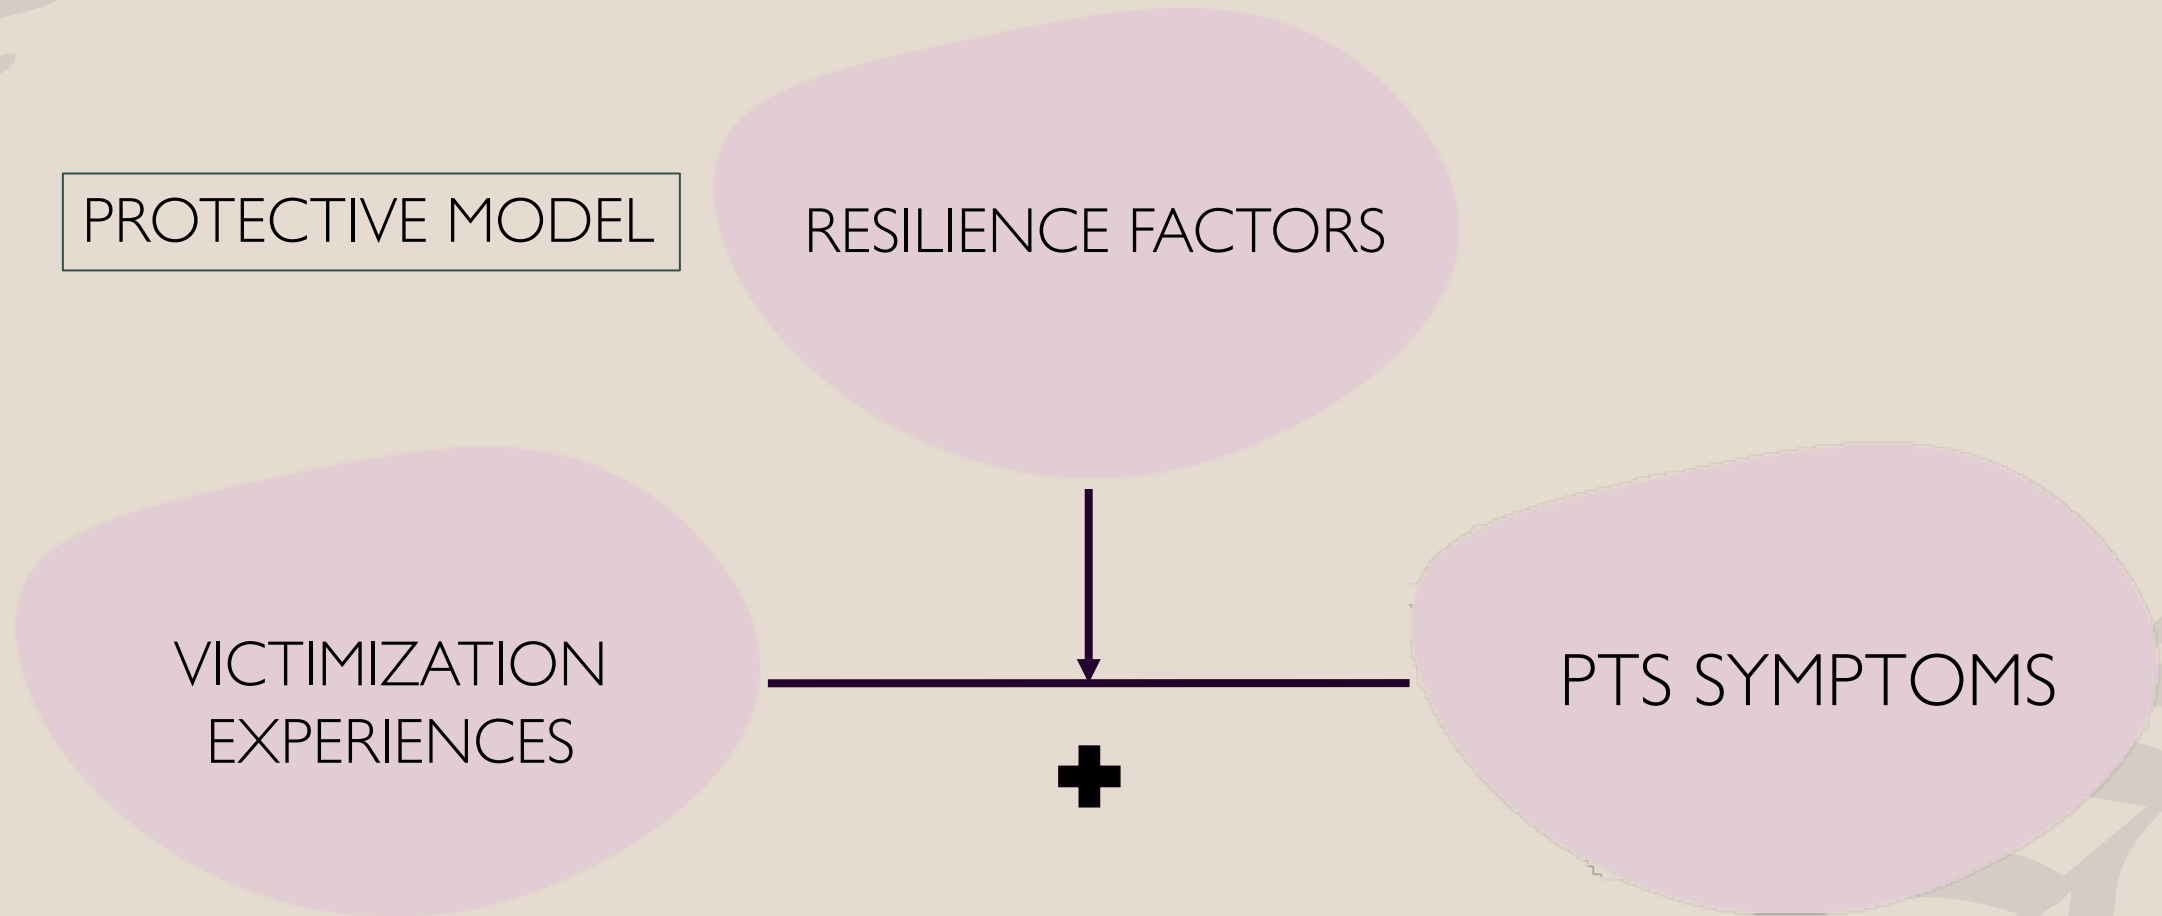 PROTECTIVE MODEL
RESILIENCE FACTORS
VICTIMIZATION
EXPERIENCES
PTS SYMPTOMS